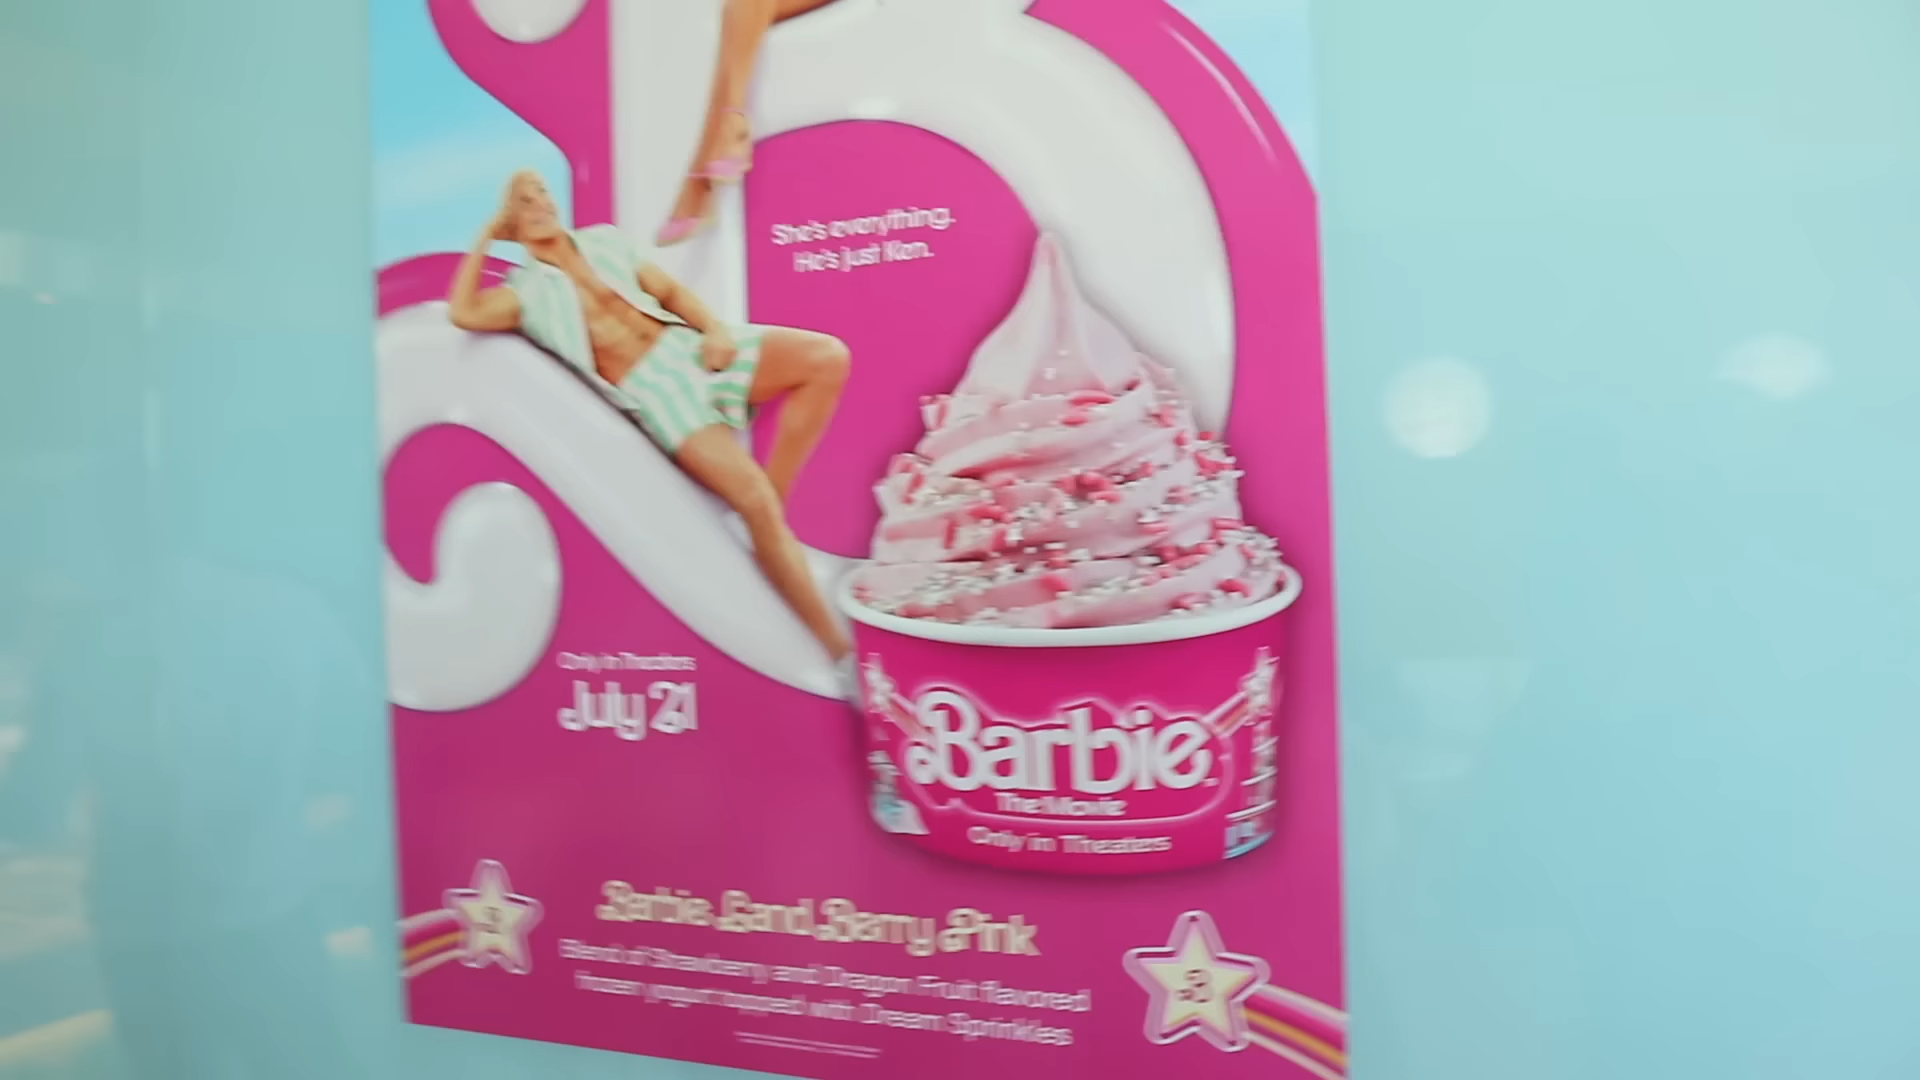 She's everything.
He's just Ken.
Only in Theaters
July 21
Barbie
The Movie
Only in Theaters
Barbie Land Berry Pink
Blend of Strawberry and Dragon Fruit flavored
frozen yogurt topped with Dream Sprinkles